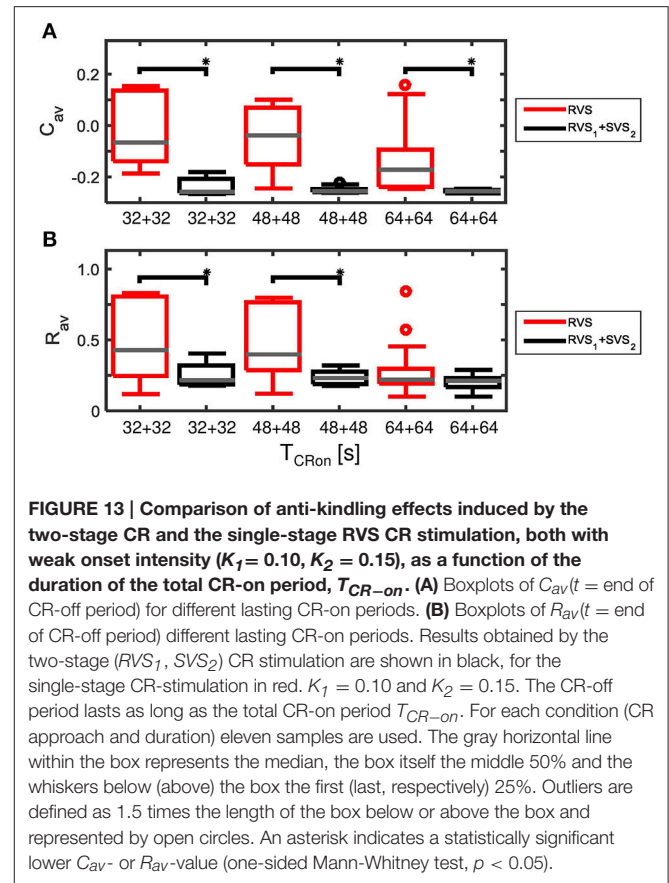 A
*
*
*
0.2
0.0
-0.2
C_av
32+32 32+32 48+48 48+48 64+64 64+64
RVS
RVS_1+SVS_2
B
*
*
1.0
0.5
0
R_av
32+32 32+32 48+48 48+48 64+64 64+64
T_CRon [s]
RVS
RVS_1+SVS_2
FIGURE 13 | Comparison of anti-kindling effects induced by the
two-stage CR and the single-stage RVS CR stimulation, both with
weak onset intensity (K_1 = 0.10, K_2 = 0.15), as a function of the
duration of the total CR-on period, T_CR−on. (A) Boxplots of C_av(t = end of
CR-off period) for different lasting CR-on periods. (B) Boxplots of R_av(t = end
of CR-off period) different lasting CR-on periods. Results obtained by the
two-stage (RVS_1, SVS_2) CR stimulation are shown in black, for the
single-stage CR-stimulation in red. K_1 = 0.10 and K_2 = 0.15. The CR-off
period lasts as long as the total CR-on period T_CR−on. For each condition (CR
approach and duration) eleven samples are used. The gray horizontal line
within the box represents the median, the box itself the middle 50% and the
whiskers below (above) the box the first (last, respectively) 25%. Outliers are
defined as 1.5 times the length of the box below or above the box and
represented by open circles. An asterisk indicates a statistically significant
lower C_av- or R_av-value (one-sided Mann-Whitney test, p < 0.05).